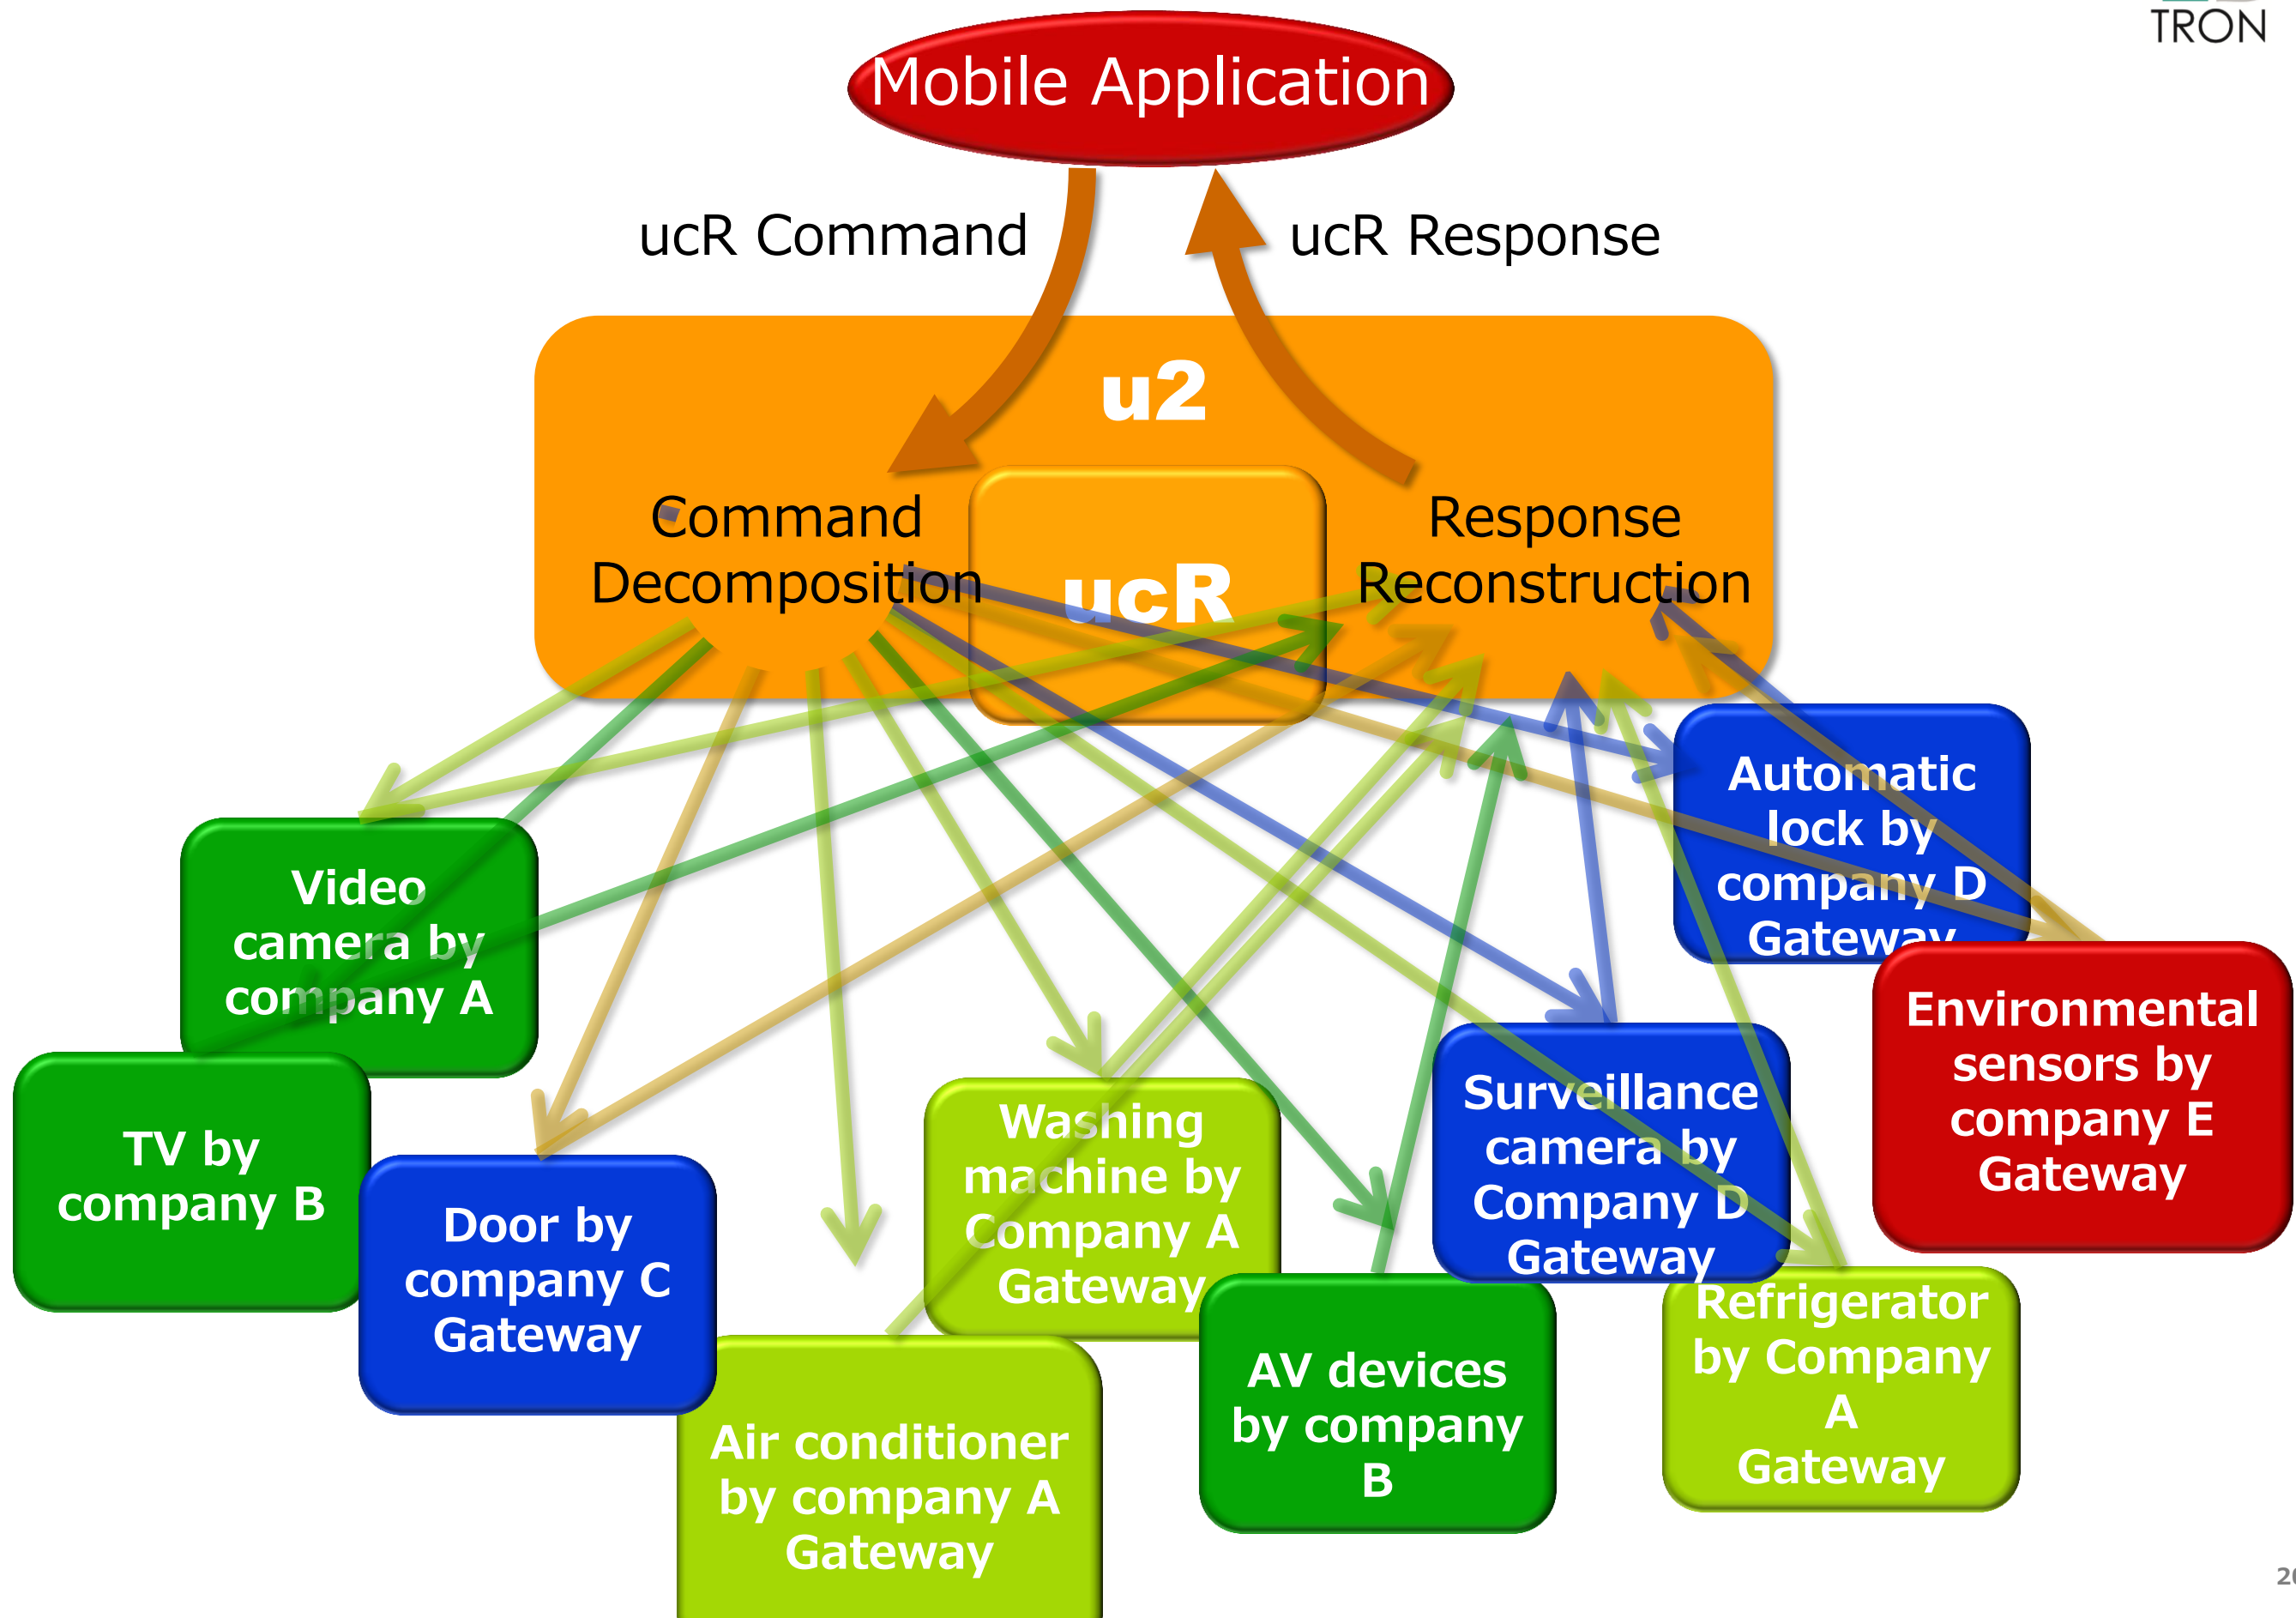 TRON
Mobile Application
ucR Command
ucR Response
u2
Command
Decomposition
ucR
Response
Reconstruction
Automatic
lock by
company D
Gateway
Video
camera by
company A
Environmental
sensors by
company E
Gateway
TV by
company B
Door by
company C
Gateway
Washing
machine by
Company A
Gateway
Surveillance
camera by
Company D
Gateway
Air conditioner
by company A
Gateway
AV devices
by company
B
Refrigerator
by Company
A
Gateway